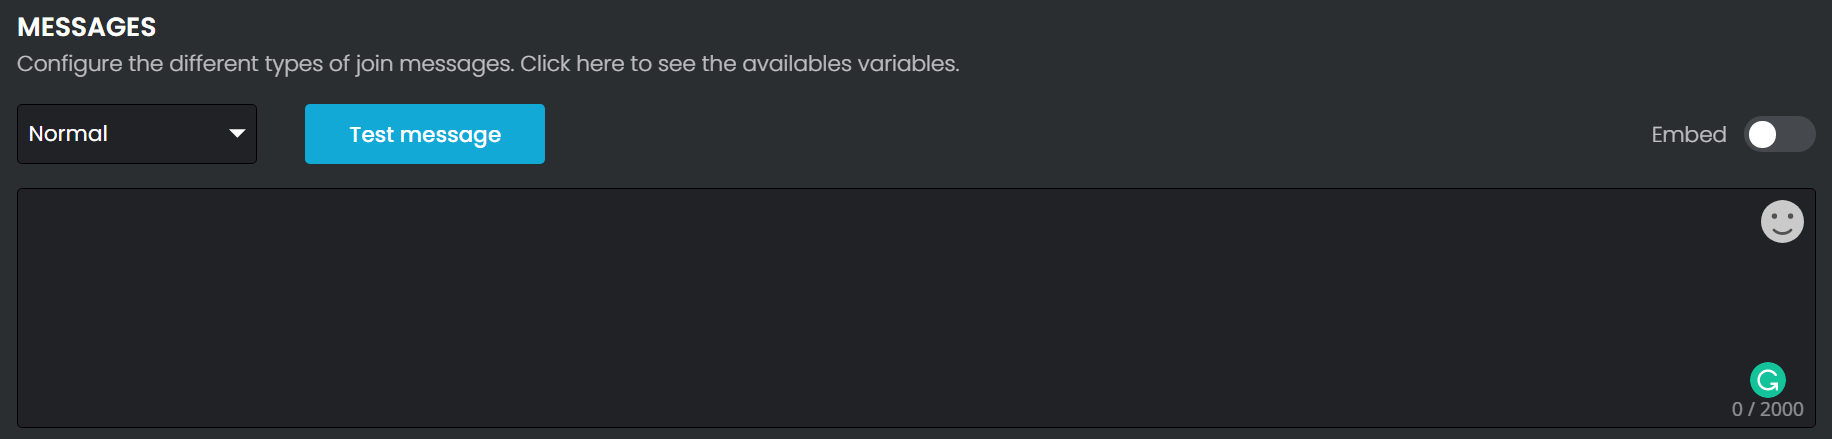 MESSAGES
Configure the different types of join messages. Click here to see the availables variables.
Normal
Test message
Embed
0 / 2000